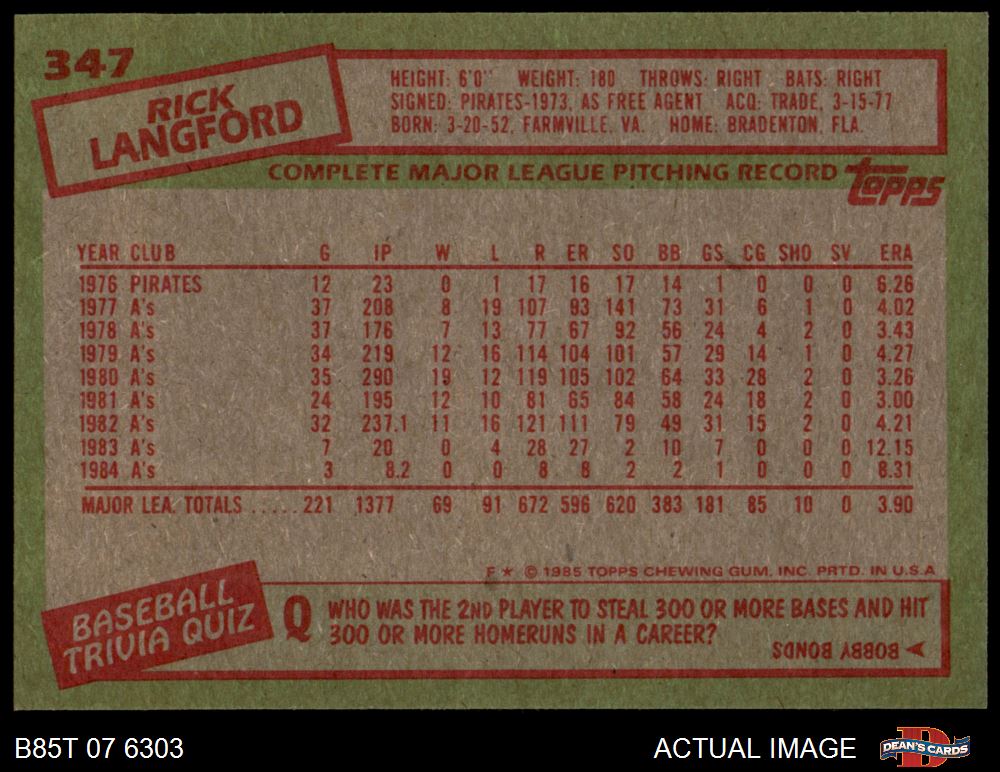 347
RICK
LANGFORD
HEIGHT: 6'0" WEIGHT: 180 THROWS: RIGHT BATS: RIGHT
SIGNED: PIRATES-1973, AS FREE AGENT ACQ: TRADE, 3-15-77
BORN: 3-20-52, FARMVILLE, VA. HOME: BRADENTON, FLA.
COMPLETE MAJOR LEAGUE PITCHING RECORD topps
YEAR CLUB G IP W L R ER SO BB GS CG SHO SV ERA
1976 PIRATES 12 23 0 1 17 16 17 14 1 0 0 0 6.26
1977 A's 37 208 8 19 107 93 141 73 31 6 1 0 4.02
1978 A's 37 176 7 13 77 67 92 56 24 4 2 0 3.43
1979 A's 34 219 12 16 114 104 101 57 29 14 1 0 4.27
1980 A's 35 290 19 12 119 105 102 64 33 28 2 0 3.26
1981 A's 24 195 12 10 81 65 84 58 24 18 2 0 3.00
1982 A's 32 237.1 11 16 121 111 79 49 31 15 2 0 4.21
1983 A's 7 20 0 4 28 27 2 10 7 0 0 0 12.15
1984 A's 3 8.2 0 0 8 8 2 2 1 0 0 0 8.31
MAJOR LEA. TOTALS ..... 221 1377 69 91 672 596 620 383 181 85 10 0 3.90
F ★ © 1985 TOPPS CHEWING GUM, INC. PRTD. IN U.S.A
BASEBALL
TRIVIA QUIZ
Q WHO WAS THE 2ND PLAYER TO STEAL 300 OR MORE BASES AND HIT
300 OR MORE HOMERUNS IN A CAREER?
BOBBY BONDS
B85T 07 6303
ACTUAL IMAGE
D
DEAN'S CARDS